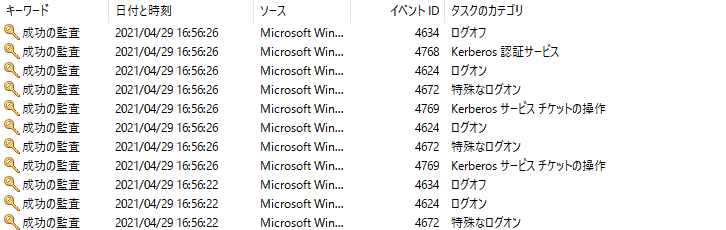 キーワード 日付と時刻 ソース イベント ID タスクのカテゴリ
成功の監査 2021/04/29 16:56:26 Microsoft Win... 4634 ログオフ
成功の監査 2021/04/29 16:56:26 Microsoft Win... 4768 Kerberos 認証サービス
成功の監査 2021/04/29 16:56:26 Microsoft Win... 4624 ログオン
成功の監査 2021/04/29 16:56:26 Microsoft Win... 4672 特殊なログオン
成功の監査 2021/04/29 16:56:26 Microsoft Win... 4769 Kerberos サービス チケットの操作
成功の監査 2021/04/29 16:56:26 Microsoft Win... 4624 ログオン
成功の監査 2021/04/29 16:56:26 Microsoft Win... 4672 特殊なログオン
成功の監査 2021/04/29 16:56:26 Microsoft Win... 4769 Kerberos サービス チケットの操作
成功の監査 2021/04/29 16:56:22 Microsoft Win... 4634 ログオフ
成功の監査 2021/04/29 16:56:22 Microsoft Win... 4624 ログオン
成功の監査 2021/04/29 16:56:22 Microsoft Win... 4672 特殊なログオン